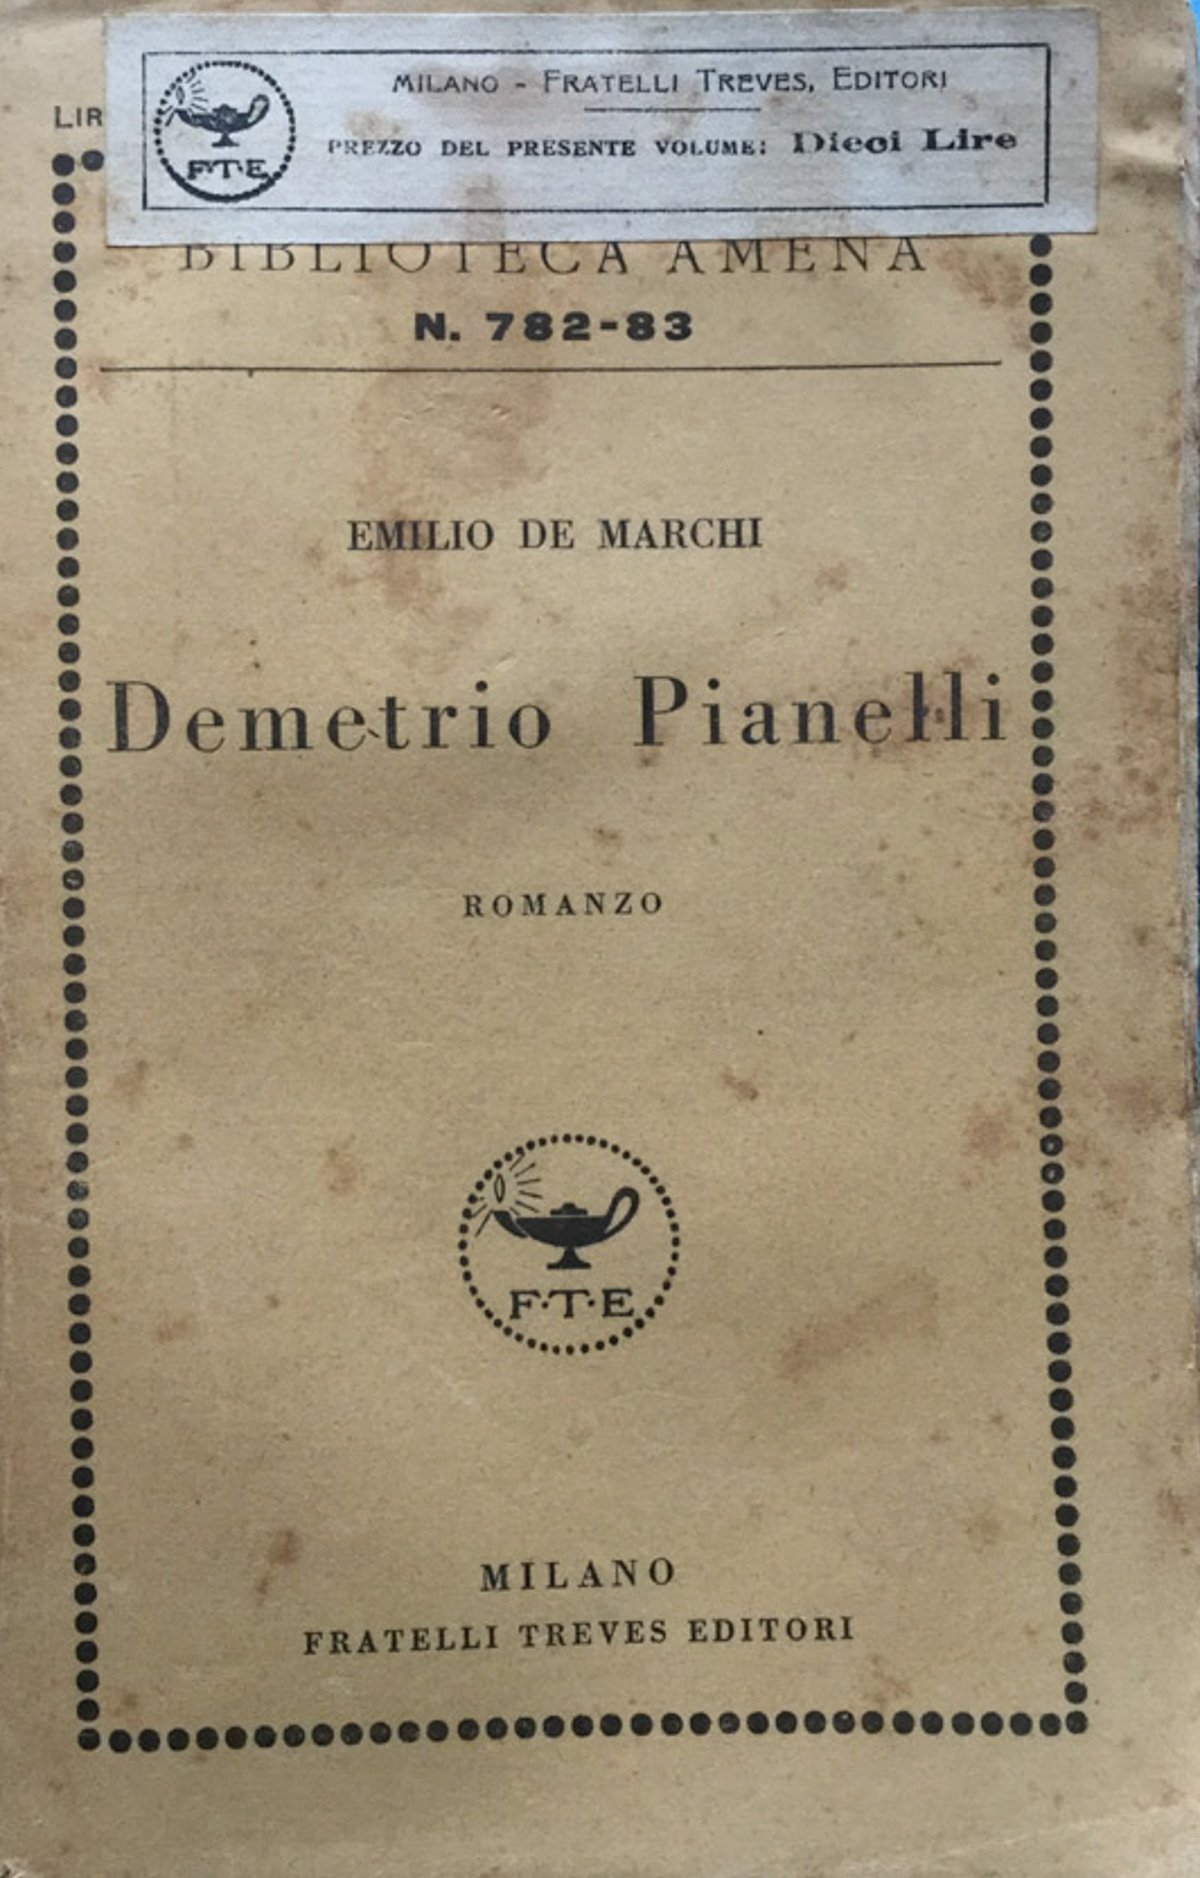 MILANO - FRATELLI TREVES, EDITORI
PREZZO DEL PRESENTE VOLUME: Dieci Lire
F·T·E
LIR
BIBLIOTECA AMENA
N. 782-83
EMILIO DE MARCHI
Demetrio Pianelli
ROMANZO
F·T·E
MILANO
FRATELLI TREVES EDITORI